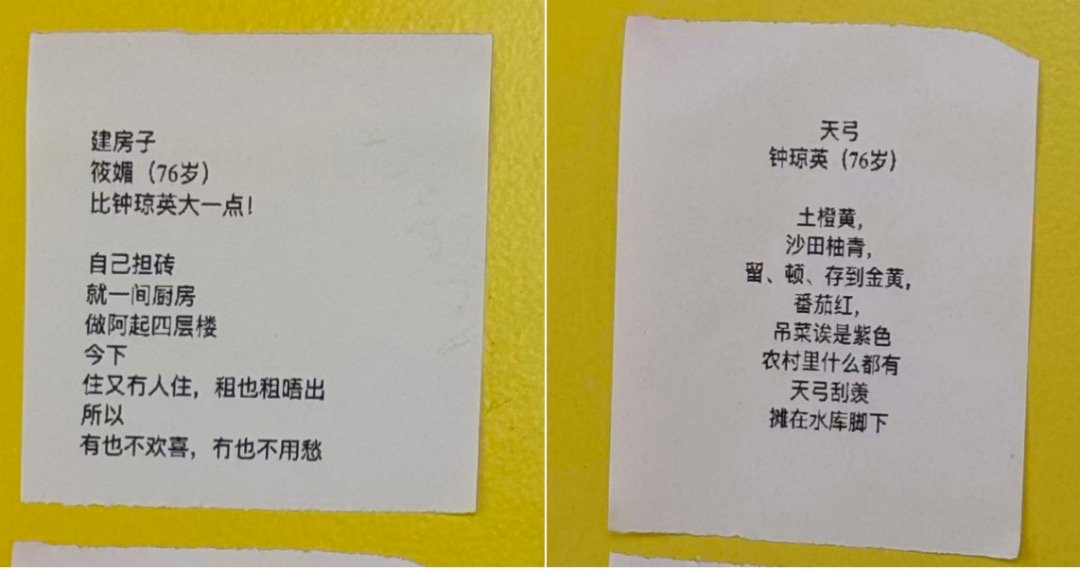 建房子
筱媚（76岁）
比钟琼英大一点！
自己担砖
就一间厨房
做阿起四层楼
今下
住又冇人住，租也租唔出
所以
有也不欢喜，冇也不用愁
天弓
钟琼英（76岁）
土橙黄，
沙田柚青，
留、顿、存到金黄，
番茄红，
吊菜诶是紫色
农村里什么都有
天弓刮羡
摊在水库脚下